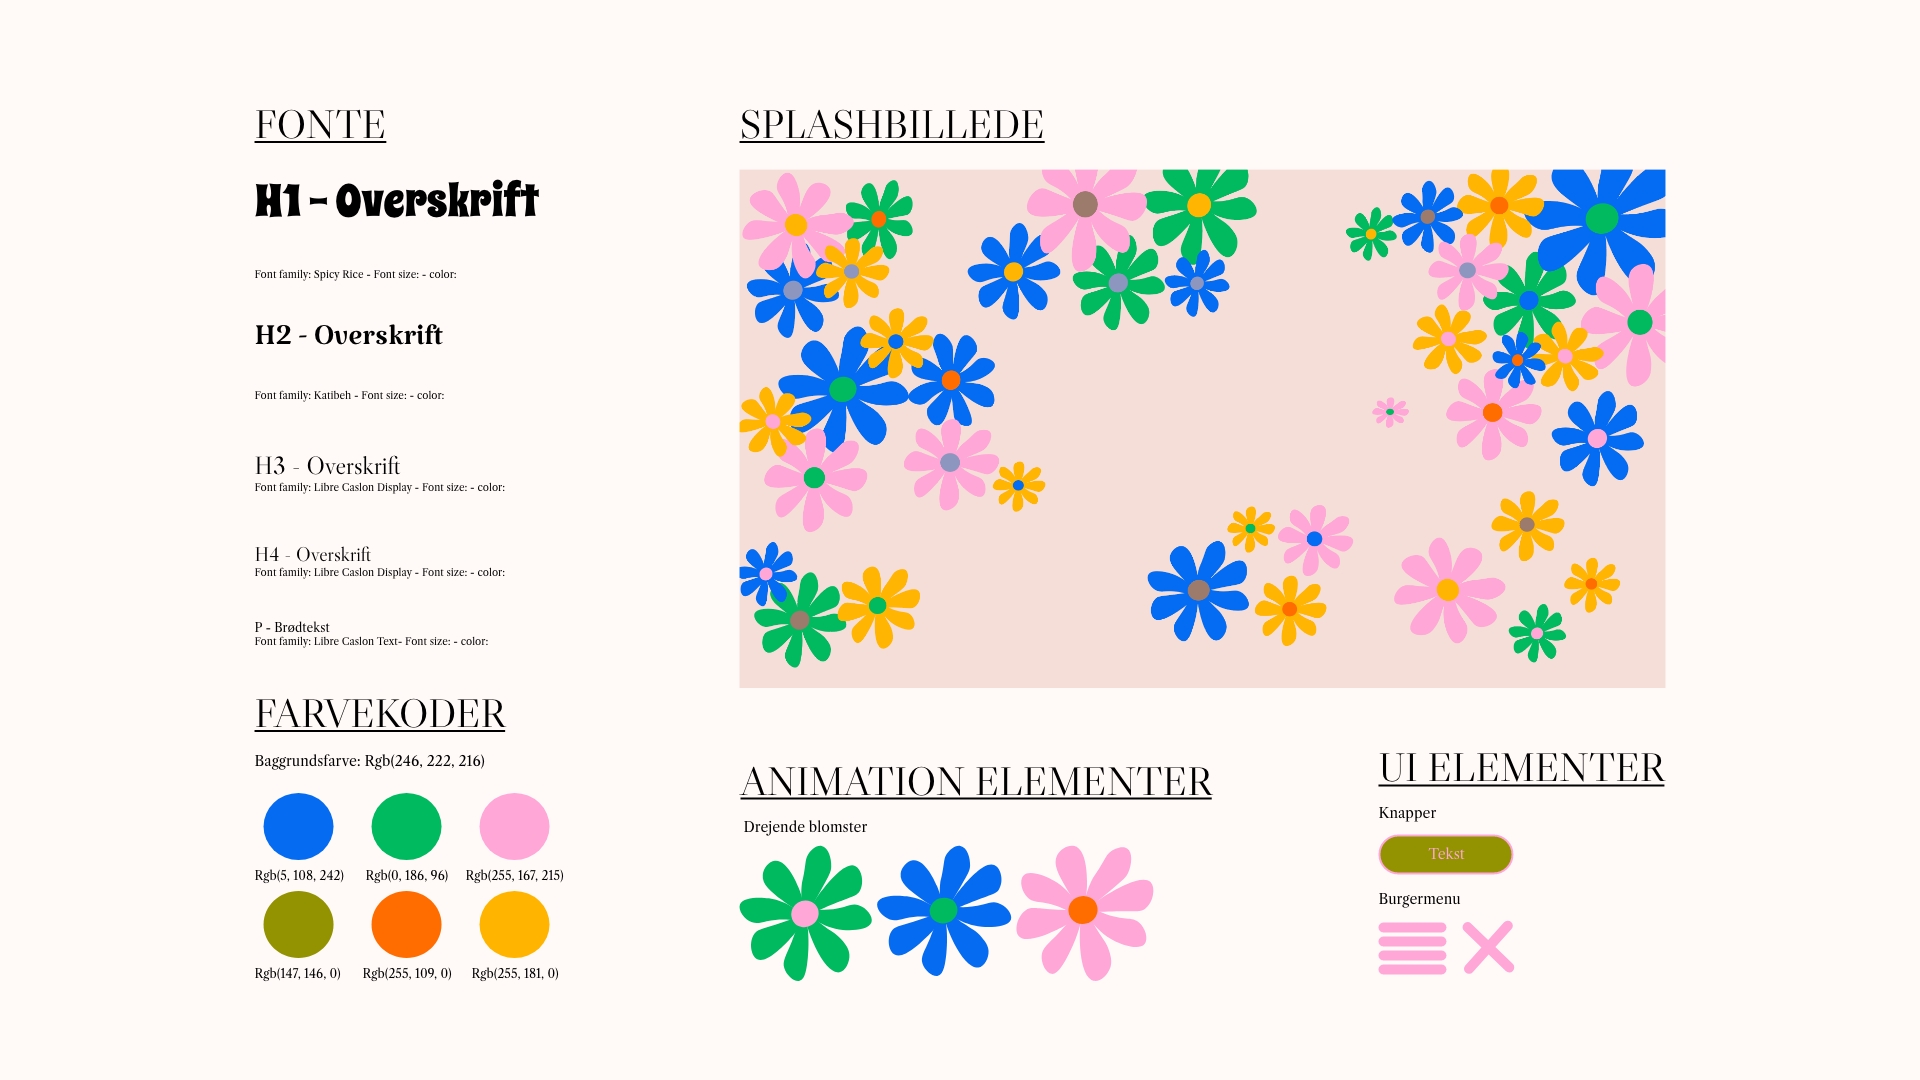 FONTE
H1 - Overskrift
Font family: Spicy Rice - Font size: - color:
H2 - Overskrift
Font family: Katibeh - Font size: - color:
H3 - Overskrift
Font family: Libre Caslon Display - Font size: - color:
H4 - Overskrift
Font family: Libre Caslon Display - Font size: - color:
P - Brødtekst
Font family: Libre Caslon Text- Font size: - color:
FARVEKODER
Baggrundsfarve: Rgb(246, 222, 216)
Rgb(5, 108, 242) Rgb(0, 186, 96) Rgb(255, 167, 215)
Rgb(147, 146, 0) Rgb(255, 109, 0) Rgb(255, 181, 0)
SPLASHBILLEDE
ANIMATION ELEMENTER
Drejende blomster
UI ELEMENTER
Knapper
Tekst
Burgermenu